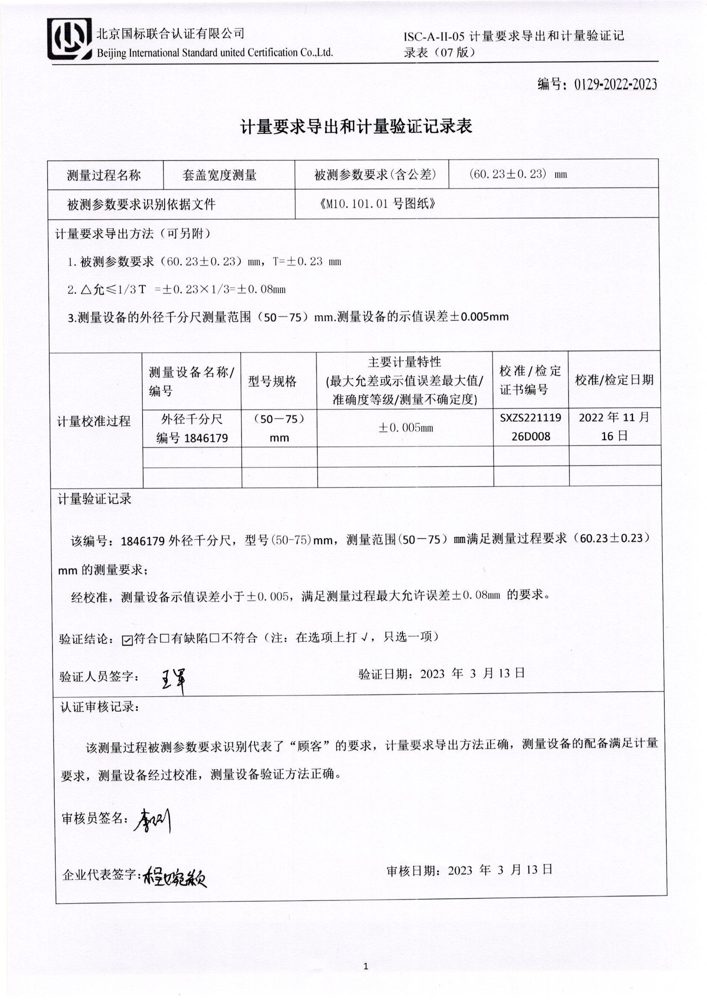 北京国标联合认证有限公司
Beijing International Standard united Certification Co.,Ltd.
ISC-A-II-05 计量要求导出和计量验证记
录表（07 版）
编号：0129-2022-2023
计量要求导出和计量验证记录表
测量过程名称 套盖宽度测量 被测参数要求(含公差) (60.23±0.23) mm
被测参数要求识别依据文件 《M10.101.01 号图纸》
计量要求导出方法（可另附）
1.被测参数要求（60.23±0.23）mm，T=±0.23 mm
2.△允≤1/3T =±0.23×1/3=±0.08mm
3.测量设备的外径千分尺测量范围（50－75）mm.测量设备的示值误差±0.005mm
计量校准过程
测量设备名称/
编号
型号规格
主要计量特性
(最大允差或示值误差最大值/
准确度等级/测量不确定度)
校准/检定
证书编号
校准/检定日期
外径千分尺
编号 1846179
（50－75）
mm
±0.005mm
SXZS221119
26D008
2022 年 11 月
16 日
计量验证记录
该编号：1846179 外径千分尺，型号(50-75)mm，测量范围(50－75）㎜满足测量过程要求（60.23±0.23）
mm 的测量要求；
经校准，测量设备示值误差小于±0.005，满足测量过程最大允许误差±0.08mm 的要求。
验证结论：☑符合□有缺陷□不符合（注：在选项上打√，只选一项）
验证人员签字： 王军 验证日期：2023 年 3 月 13 日
认证审核记录：
该测量过程被测参数要求识别代表了“顾客”的要求，计量要求导出方法正确，测量设备的配备满足计量
要求，测量设备经过校准，测量设备验证方法正确。
审核员签名：
企业代表签字: 程婉颖 审核日期：2023 年 3 月 13 日
1